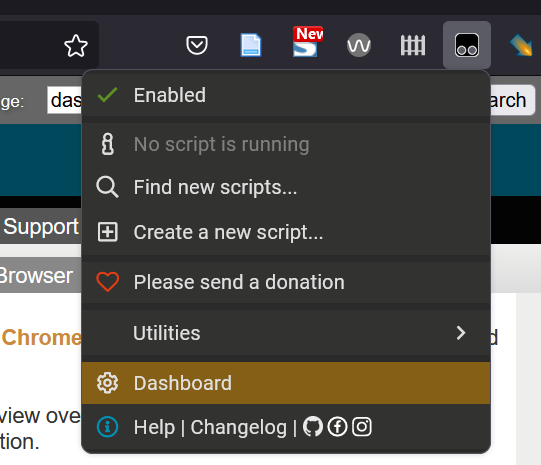 New
ge:
das
arch
Enabled
No script is running
Support
Find new scripts...
Create a new script...
Browser
Please send a donation
Chrome
Utilities
d
Dashboard
view ove
Help | Changelog |
tion.